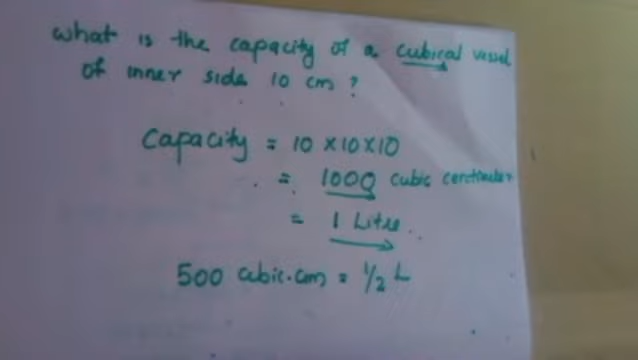 what is the capacity of a cubical vessel
of inner side 10 cm?
Capacity = 10 x10x10
= 1000 cubic centimeter
= 1 Litre
500 cubic.cm = 1/2 L